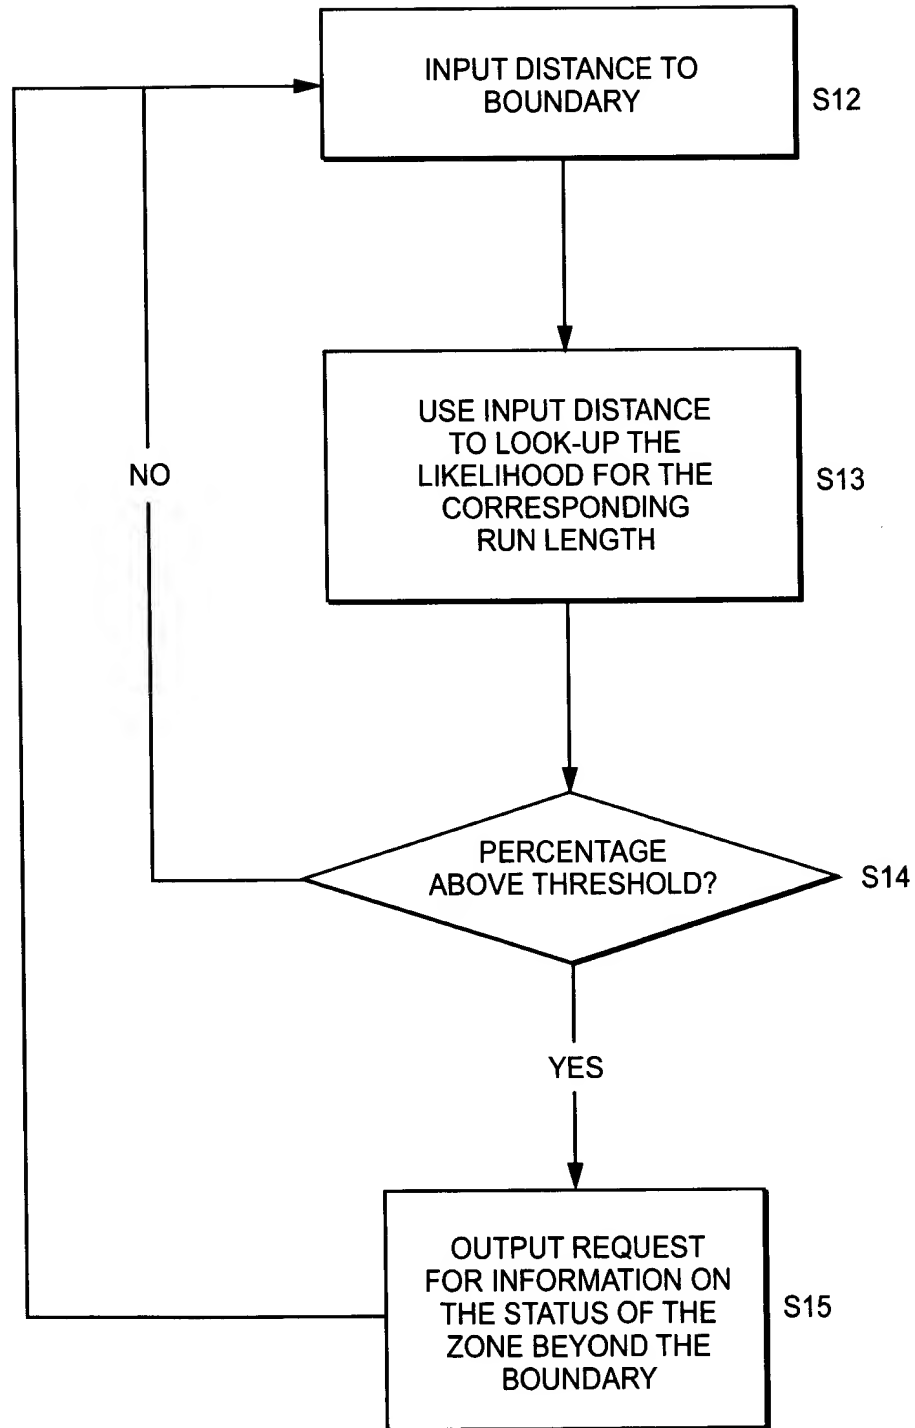 INPUT DISTANCE TO
BOUNDARY
S12
USE INPUT DISTANCE
TO LOOK-UP THE
LIKELIHOOD FOR THE
CORRESPONDING
RUN LENGTH
S13
NO
PERCENTAGE
ABOVE THRESHOLD?
S14
YES
OUTPUT REQUEST
FOR INFORMATION ON
THE STATUS OF THE
ZONE BEYOND THE
BOUNDARY
S15